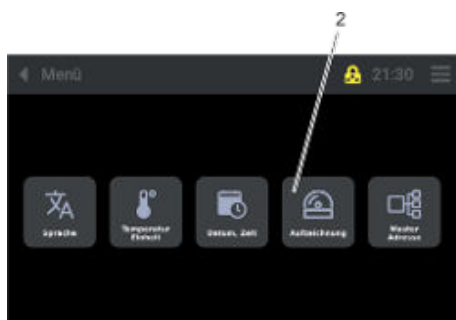 2
Menü 21:30
Sprache
Temperatur
Einheit
Datum, Zeit
Aufzeichnung
Master
Adresse